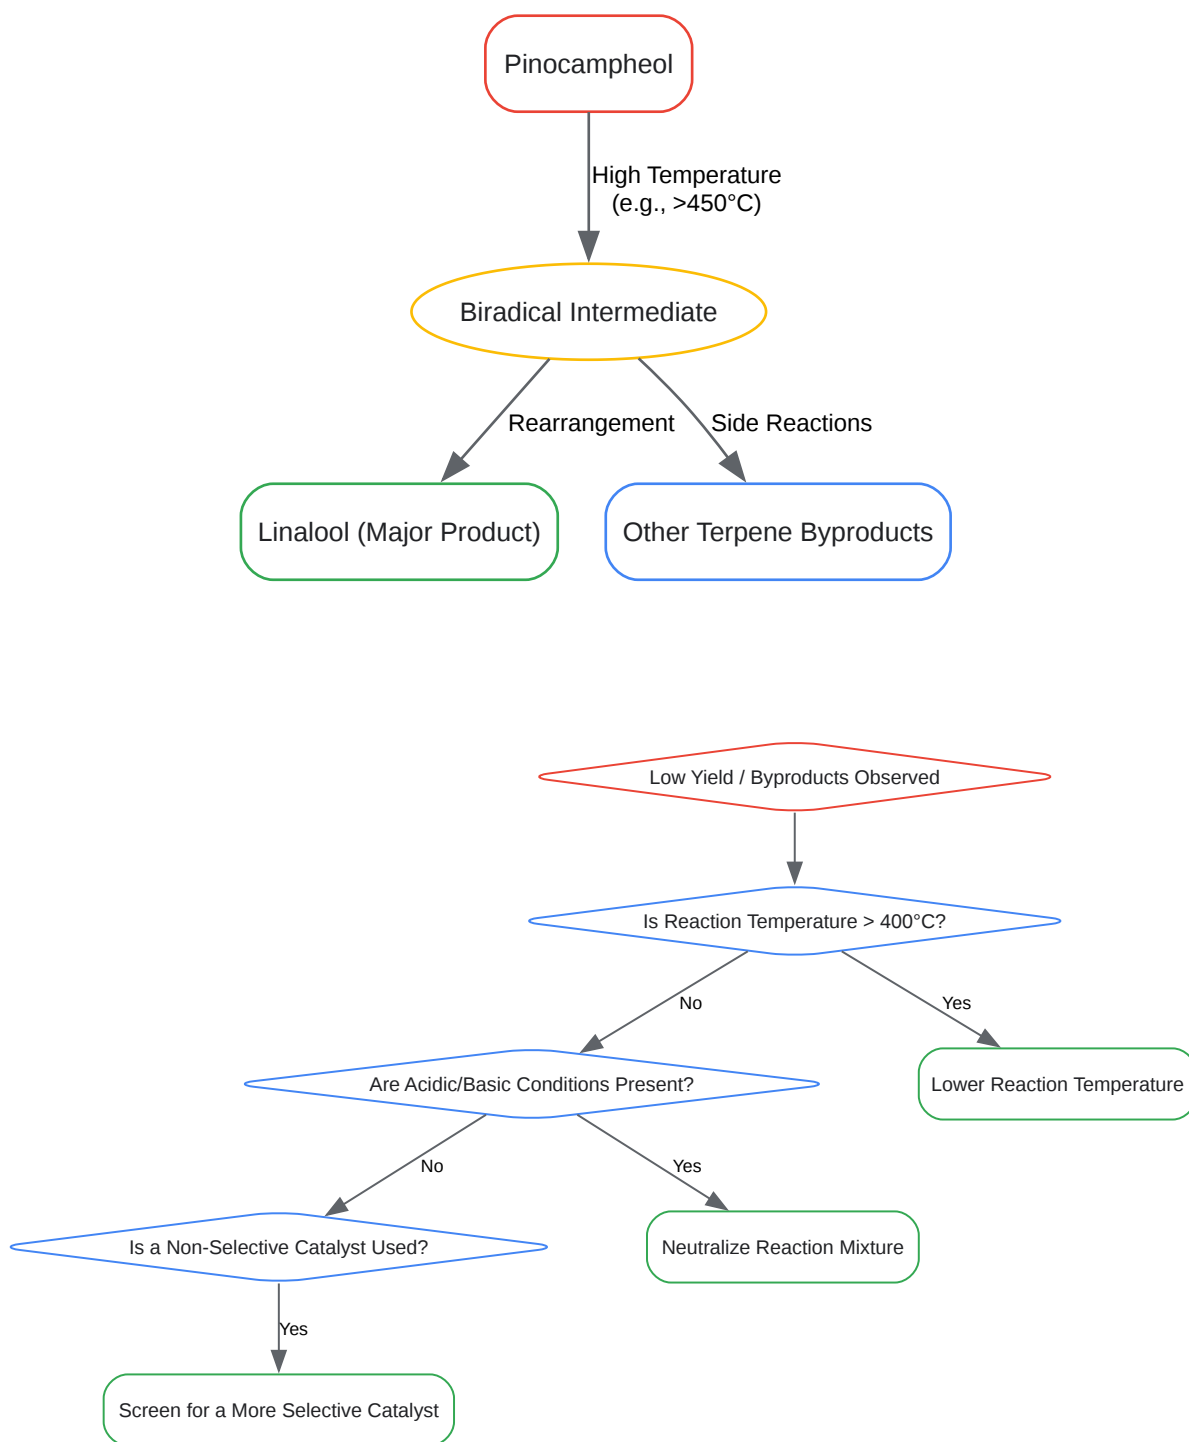 Pinocampheol
High Temperature
(e.g., >450°C)
Biradical Intermediate
Rearrangement
Side Reactions
Linalool (Major Product)
Other Terpene Byproducts
Low Yield / Byproducts Observed
Is Reaction Temperature > 400°C?
No
Yes
Are Acidic/Basic Conditions Present?
Lower Reaction Temperature
No
Yes
Is a Non-Selective Catalyst Used?
Neutralize Reaction Mixture
Yes
Screen for a More Selective Catalyst